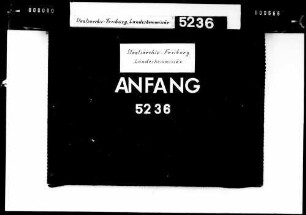 Staatsarchiv Freiburg, Landeskommissär 5236
Staatsarchiv Freiburg
Landeskommissär
ANFANG
5236